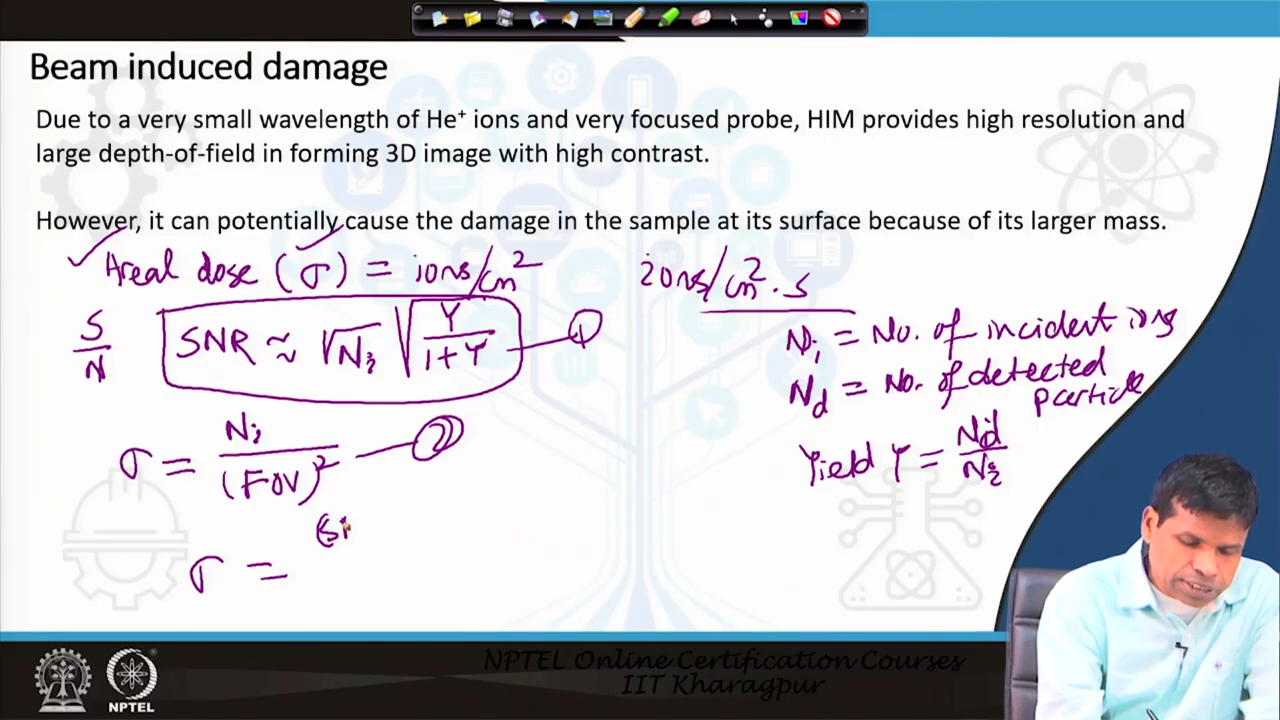 Beam induced damage
Due to a very small wavelength of He⁺ ions and very focused probe, HIM provides high resolution and
large depth-of-field in forming 3D image with high contrast.
However, it can potentially cause the damage in the sample at its surface because of its larger mass.
Areal dose (σ) = ions/cm²
ions/cm².s
S/N
SNR ≈ √Nᵢ √(Y/(1+Y)) — 1
Nᵢ = No. of incident ions
N_d = No. of detected
particle
σ = Nᵢ/(FOV)² — 2
Yield Y = N_d/Nᵢ
σ =
NPTEL
NPTEL Online Certification Courses
IIT Kharagpur